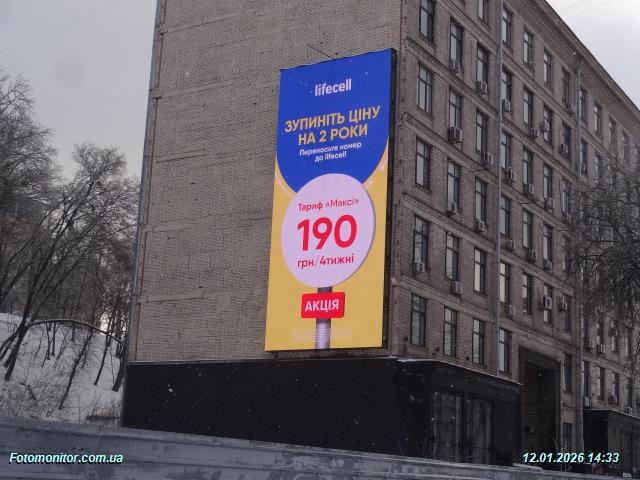 lifecell
ЗУПИНІТЬ ЦІНУ
НА 2 РОКИ
Переносьте номер
до lifecell
Тариф «Максі»
190
грн/4тижні
АКЦІЯ
Fotomonitor.com.ua
12.01.2026 14:33